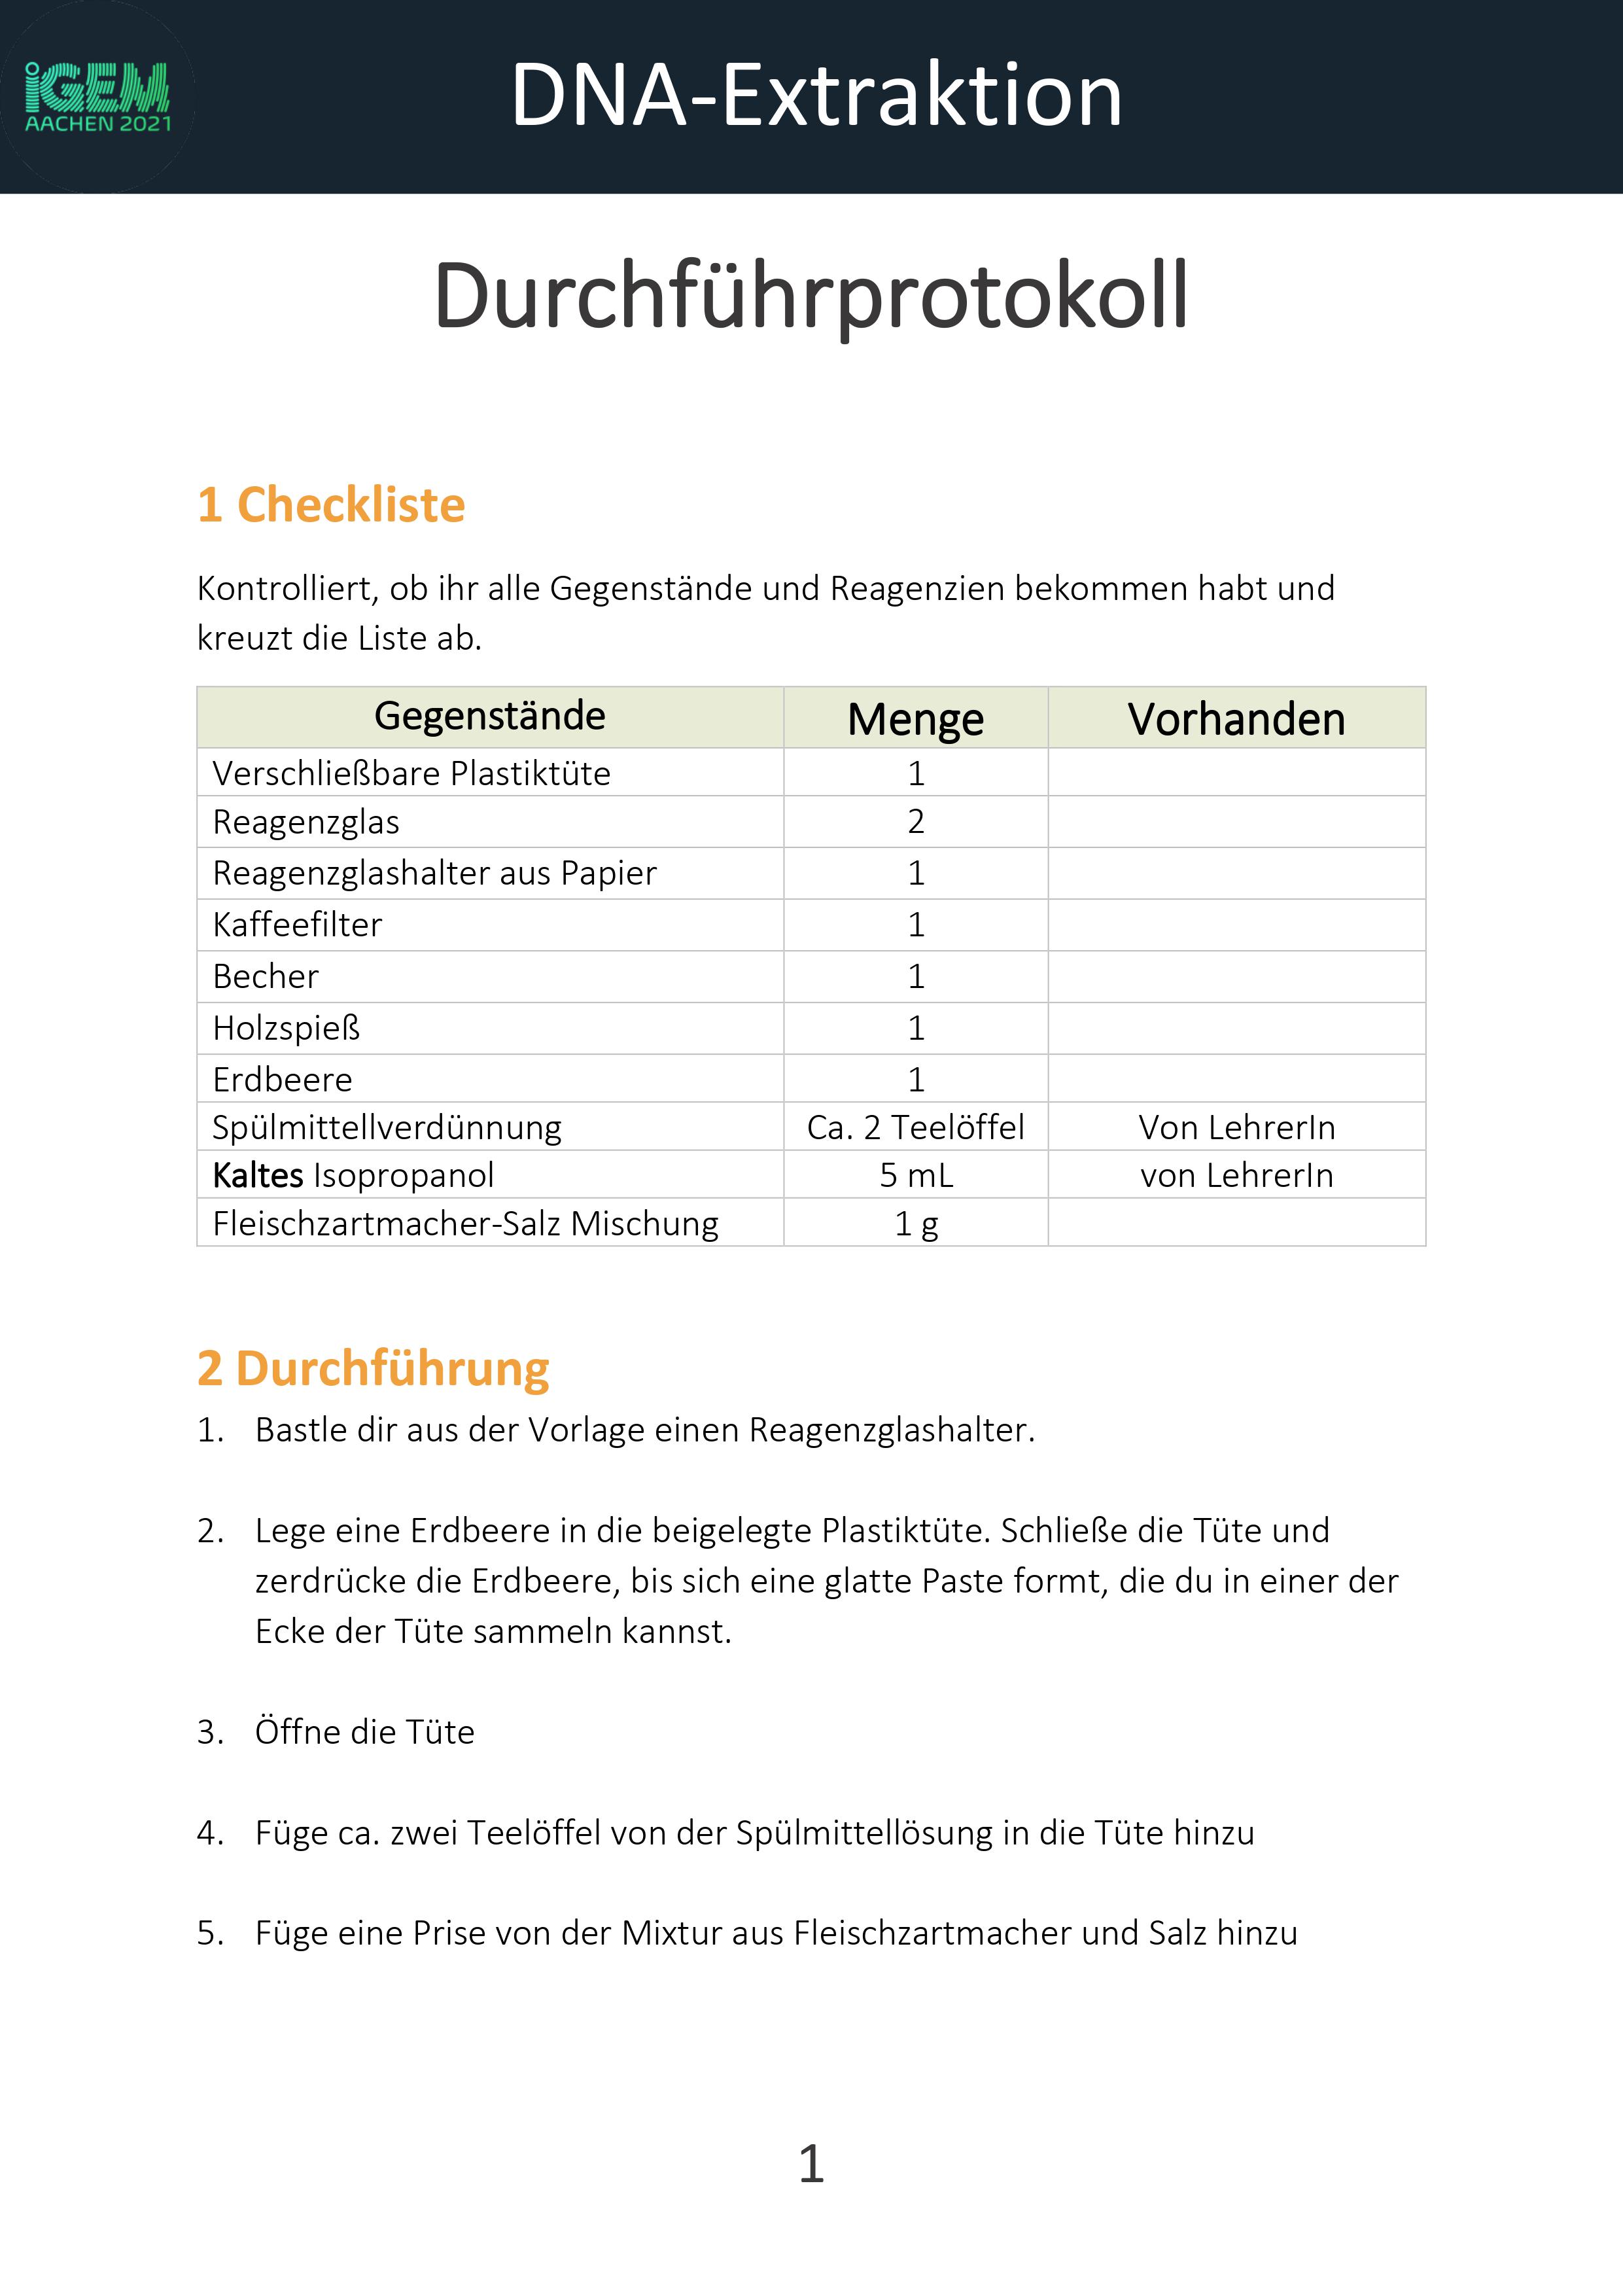 iGEM
AACHEN 2021
DNA-Extraktion
Durchführprotokoll
1 Checkliste
Kontrolliert, ob ihr alle Gegenstände und Reagenzien bekommen habt und
kreuzt die Liste ab.
Gegenstände Menge Vorhanden
Verschließbare Plastiktüte 1
Reagenzglas 2
Reagenzglashalter aus Papier 1
Kaffeefilter 1
Becher 1
Holzspieß 1
Erdbeere 1
Spülmittellverdünnung Ca. 2 Teelöffel Von LehrerIn
Kaltes Isopropanol 5 mL von LehrerIn
Fleischzartmacher-Salz Mischung 1 g
2 Durchführung
1. Bastle dir aus der Vorlage einen Reagenzglashalter.
2. Lege eine Erdbeere in die beigelegte Plastiktüte. Schließe die Tüte und
zerdrücke die Erdbeere, bis sich eine glatte Paste formt, die du in einer der
Ecke der Tüte sammeln kannst.
3. Öffne die Tüte
4. Füge ca. zwei Teelöffel von der Spülmittellösung in die Tüte hinzu
5. Füge eine Prise von der Mixtur aus Fleischzartmacher und Salz hinzu
1